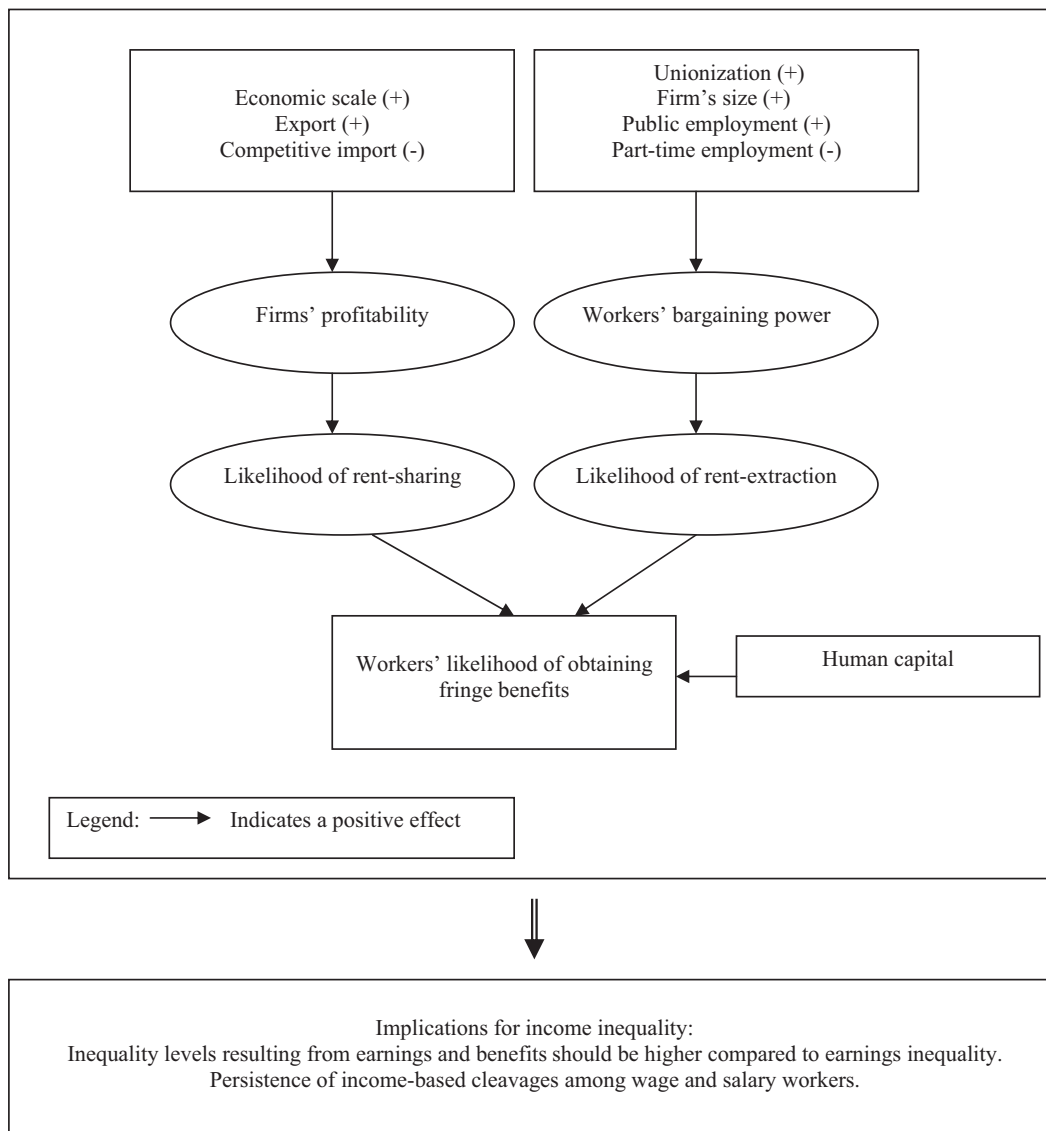 Economic scale (+)
Export (+)
Competitive import (-)
Unionization (+)
Firm's size (+)
Public employment (+)
Part-time employment (-)
Firms' profitability
Workers' bargaining power
Likelihood of rent-sharing
Likelihood of rent-extraction
Workers' likelihood of obtaining
fringe benefits
Human capital
Legend: Indicates a positive effect
Implications for income inequality:
Inequality levels resulting from earnings and benefits should be higher compared to earnings inequality.
Persistence of income-based cleavages among wage and salary workers.